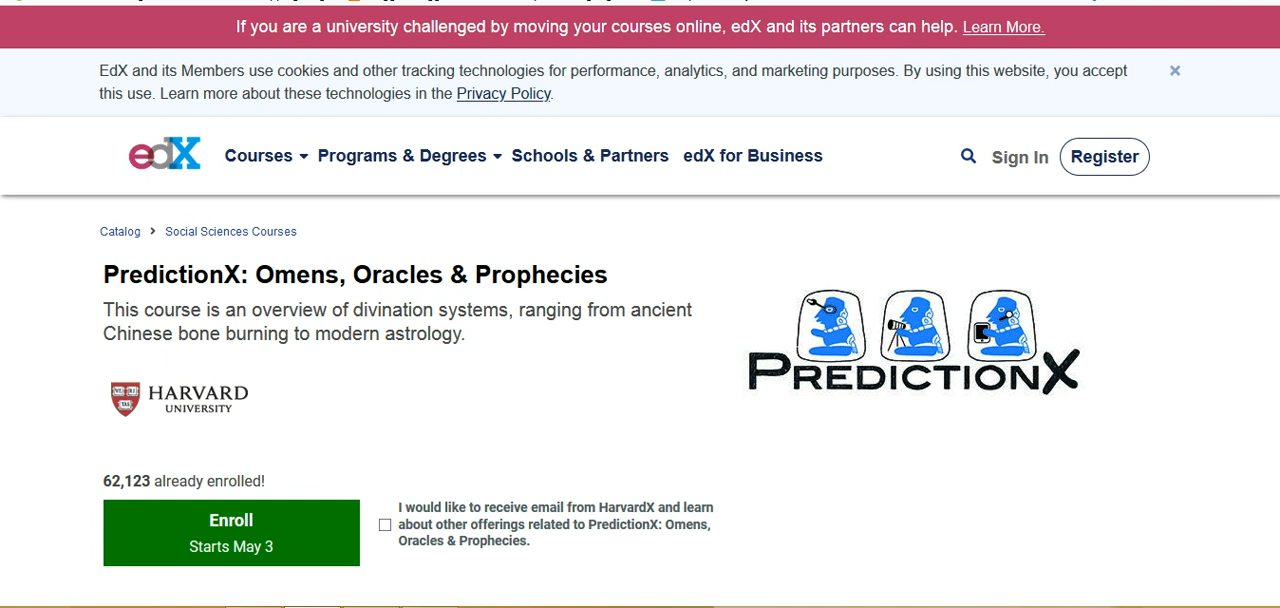 If you are a university challenged by moving your courses online, edX and its partners can help. Learn More.
EdX and its Members use cookies and other tracking technologies for performance, analytics, and marketing purposes. By using this website, you accept
this use. Learn more about these technologies in the Privacy Policy.
edX Courses Programs & Degrees Schools & Partners edX for Business Sign In Register
Catalog > Social Sciences Courses
PredictionX: Omens, Oracles & Prophecies
This course is an overview of divination systems, ranging from ancient
Chinese bone burning to modern astrology.
PREDICTIONX
VE RI TAS
HARVARD
UNIVERSITY
62,123 already enrolled!
Enroll
Starts May 3
I would like to receive email from HarvardX and learn
about other offerings related to PredictionX: Omens,
Oracles & Prophecies.